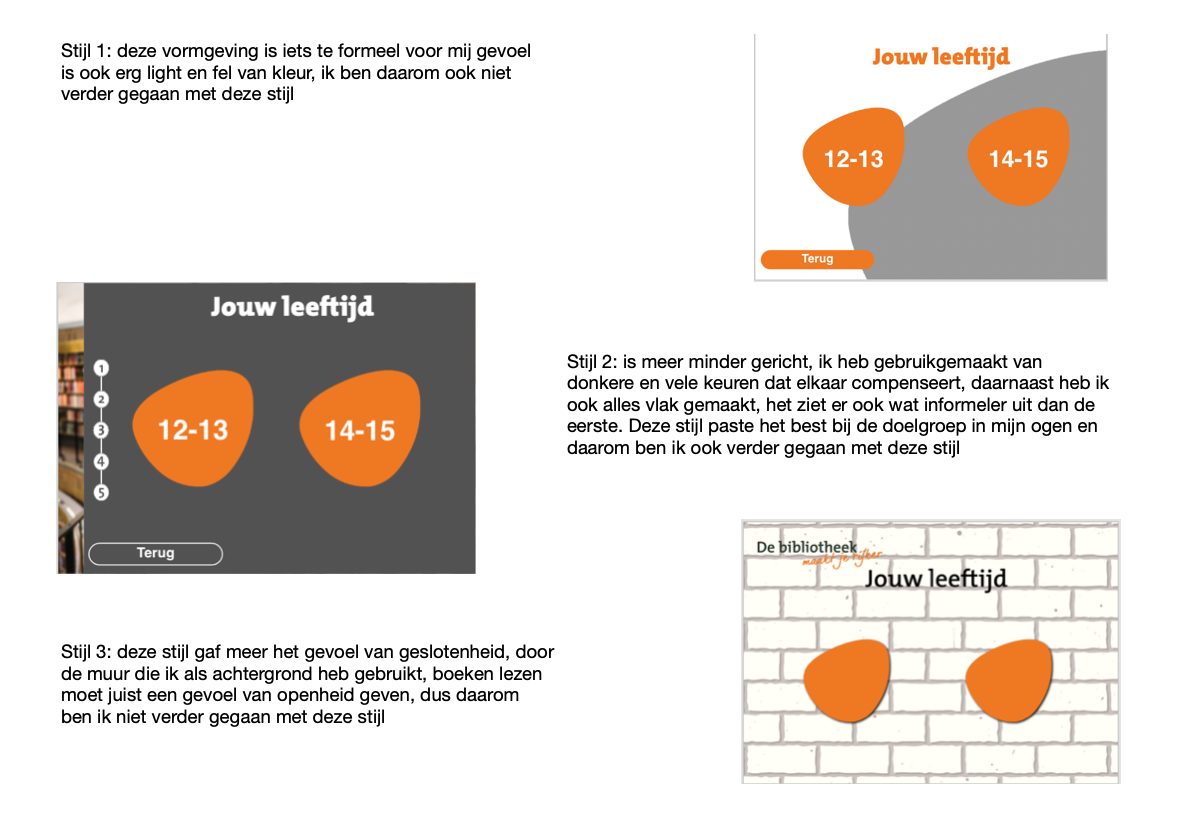 Stijl 1: deze vormgeving is iets te formeel voor mij gevoel
is ook erg light en fel van kleur, ik ben daarom ook niet
verder gegaan met deze stijl
Jouw leeftijd
12-13
14-15
Terug
Jouw leeftijd
1
2
3
4
5
12-13
14-15
Terug
Stijl 2: is meer minder gericht, ik heb gebruikgemaakt van
donkere en vele keuren dat elkaar compenseert, daarnaast heb ik
ook alles vlak gemaakt, het ziet er ook wat informeler uit dan de
eerste. Deze stijl paste het best bij de doelgroep in mijn ogen en
daarom ben ik ook verder gegaan met deze stijl
De bibliotheek
maakt je rijker
Jouw leeftijd
Stijl 3: deze stijl gaf meer het gevoel van geslotenheid, door
de muur die ik als achtergrond heb gebruikt, boeken lezen
moet juist een gevoel van openheid geven, dus daarom
ben ik niet verder gegaan met deze stijl